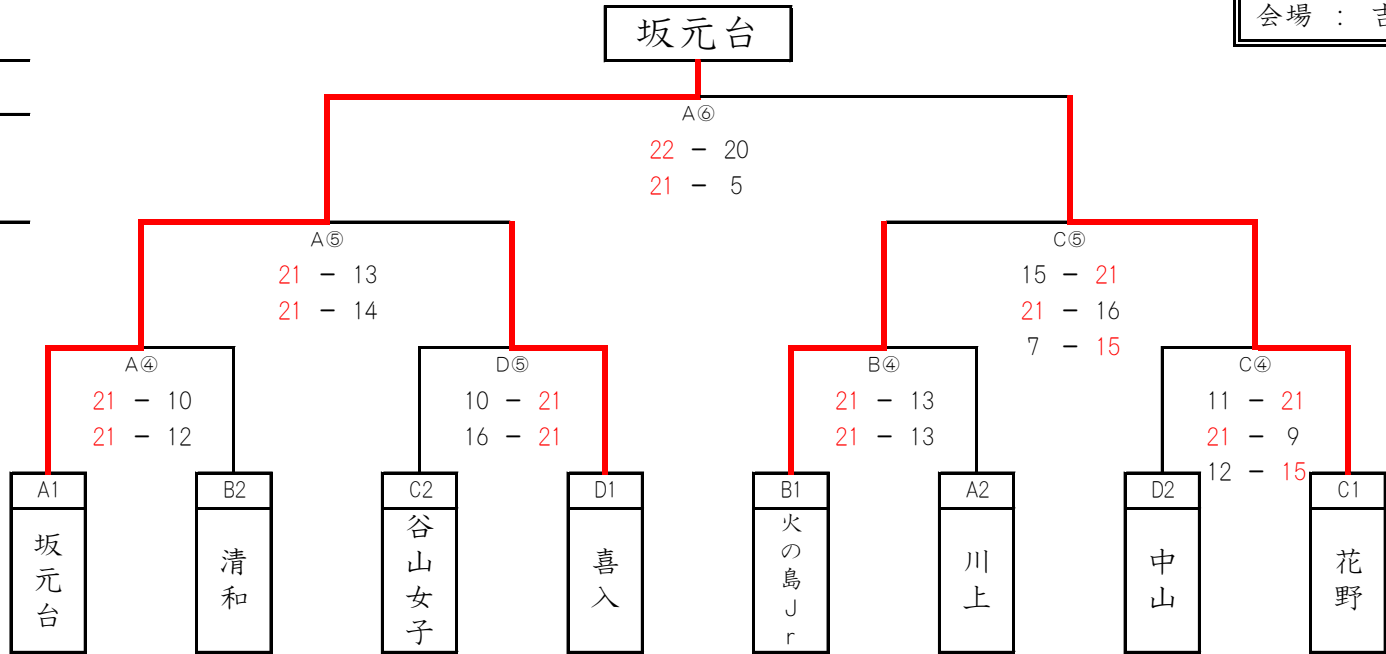 会場 : 吉
坂元台
A⑥
22 - 20
21 - 5
A⑤
21 - 13
21 - 14
C⑤
15 - 21
21 - 16
7 - 15
A④
21 - 10
21 - 12
D⑤
10 - 21
16 - 21
B④
21 - 13
21 - 13
C④
11 - 21
21 - 9
12 - 15
A1
坂元台
B2
清和
C2
谷山女子
D1
喜入
B1
火の島Jr
A2
川上
D2
中山
C1
花野